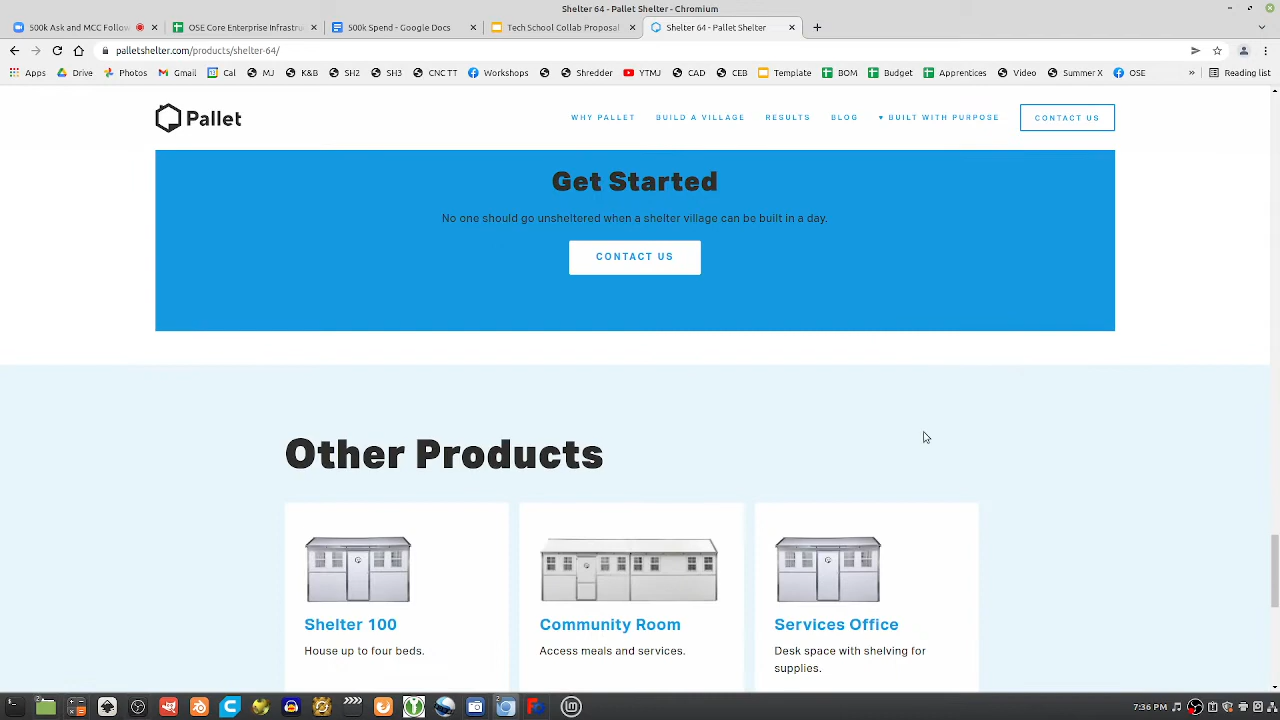 Shelter 64 - Pallet Shelter - Chromium
500k Ask and MCC Follow
OSE Core Enterprise Infrastru
500k Spend - Google Docs
Tech School Collab Proposal
Shelter 64 - Pallet Shelter
palletshelter.com/products/shelter-64/
Apps
Drive
Photos
Gmail
MJ
K&B
SH2
SH3
CNC TT
Workshops
Shredder
YTMJ
CAD
CEB
Template
BOM
Budget
Apprentices
Video
Summer X
OSE
»
Reading list
Pallet
WHY PALLET
BUILD A VILLAGE
RESULTS
BLOG
♥ BUILT WITH PURPOSE
CONTACT US
Get Started
No one should go unsheltered when a shelter village can be built in a day.
CONTACT US
Other Products
Shelter 100
House up to four beds.
Community Room
Access meals and services.
Services Office
Desk space with shelving for
supplies.
7:36 PM